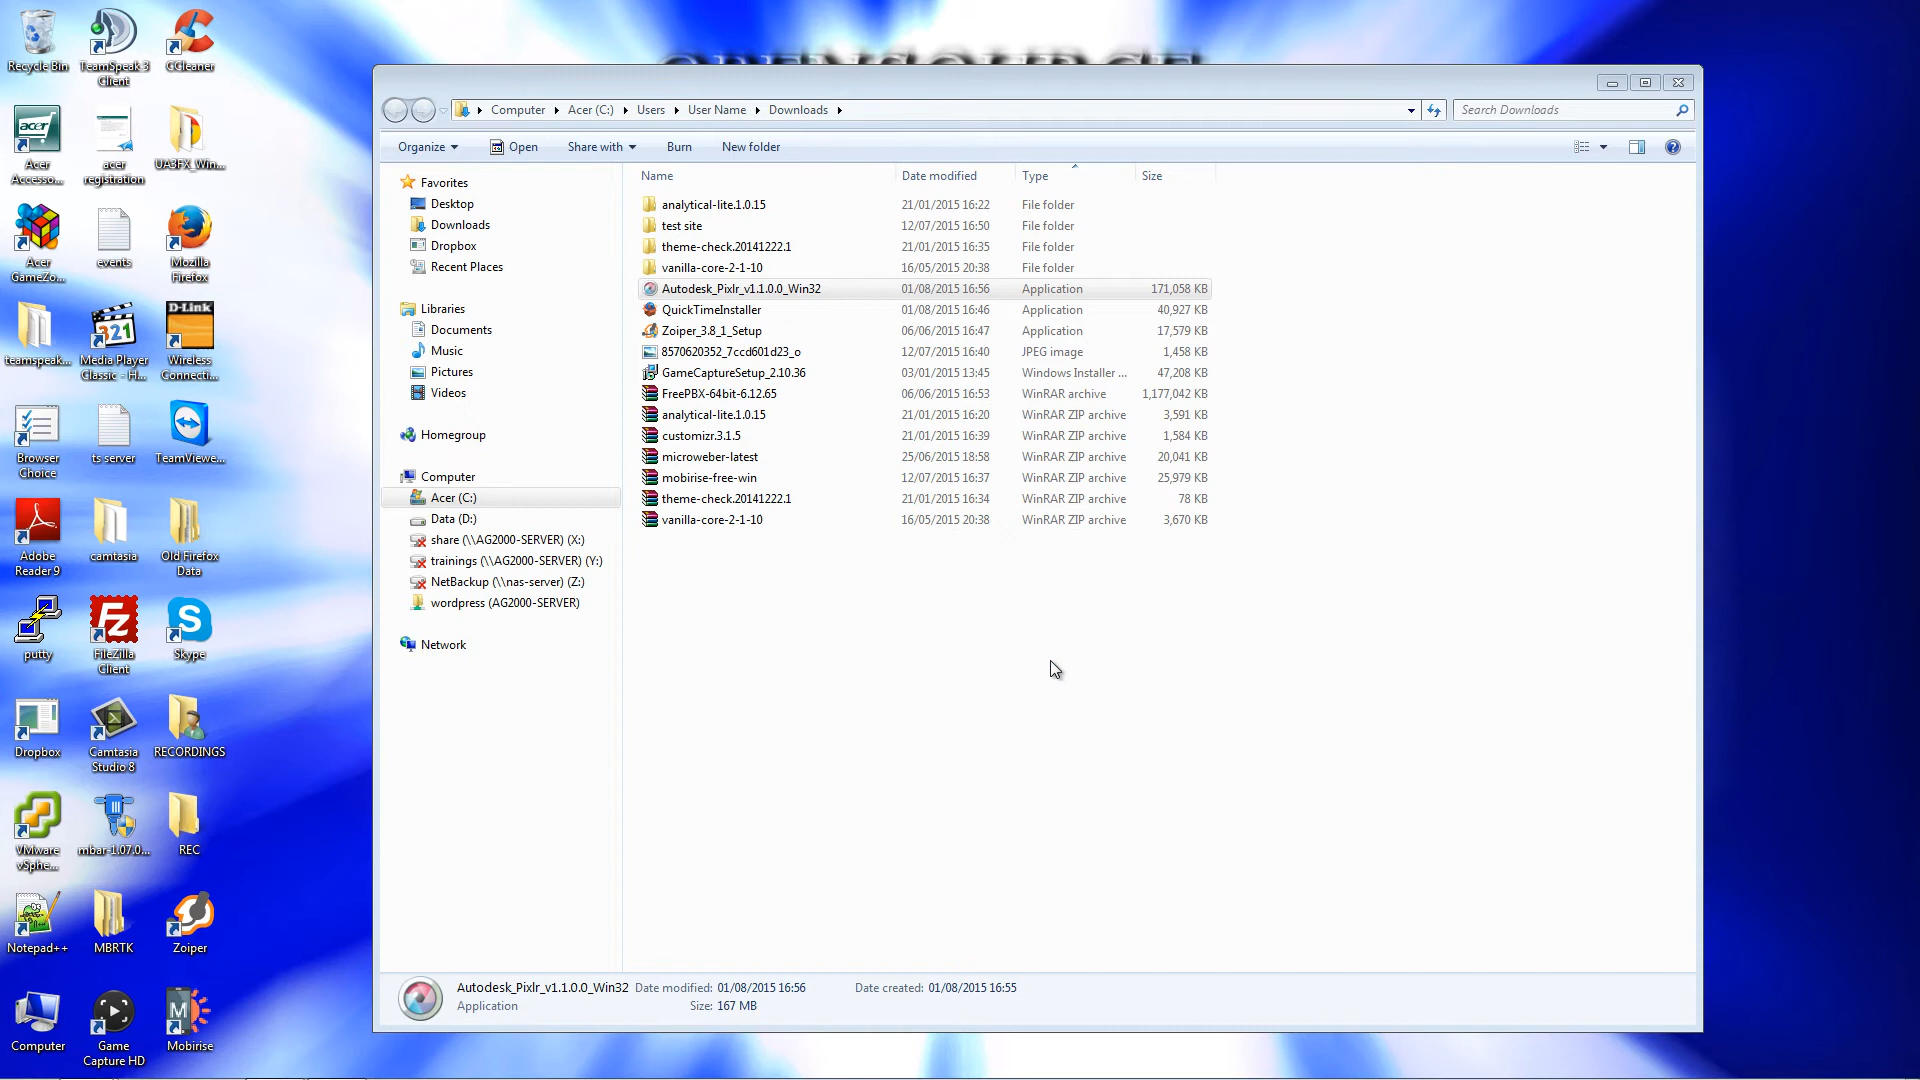 Recycle Bin
TeamSpeak 3 Client
CCleaner
Acer Accesso...
acer registration
UA3FX_Win...
Acer GameZo...
events
Mozilla Firefox
teamspeak...
Media Player Classic - H...
D-Link
Wireless Connecti...
Browser Choice
ts server
TeamViewe...
Adobe Reader 9
camtasia
Old Firefox Data
putty
FileZilla Client
Skype
Dropbox
Camtasia Studio 8
RECORDINGS
VMware vSphe...
mbar-1.07.0...
REC
Notepad++
MBRTK
Zoiper
Computer
Game Capture HD
Mobirise
Computer Acer (C:) Users User Name Downloads
Search Downloads
Organize Open Share with Burn New folder
Favorites
Desktop
Downloads
Dropbox
Recent Places
Libraries
Documents
Music
Pictures
Videos
Homegroup
Computer
Acer (C:)
Data (D:)
share (\\AG2000-SERVER) (X:)
trainings (\\AG2000-SERVER) (Y:)
NetBackup (\\nas-server) (Z:)
wordpress (AG2000-SERVER)
Network
Name Date modified Type Size
analytical-lite.1.0.15 21/01/2015 16:22 File folder
test site 12/07/2015 16:50 File folder
theme-check.20141222.1 21/01/2015 16:35 File folder
vanilla-core-2-1-10 16/05/2015 20:38 File folder
Autodesk_Pixlr_v1.1.0.0_Win32 01/08/2015 16:56 Application 171,058 KB
QuickTimeInstaller 01/08/2015 16:46 Application 40,927 KB
Zoiper_3.8_1_Setup 06/06/2015 16:47 Application 17,579 KB
8570620352_7ccd601d23_o 12/07/2015 16:40 JPEG image 1,458 KB
GameCaptureSetup_2.10.36 03/01/2015 13:45 Windows Installer ... 47,208 KB
FreePBX-64bit-6.12.65 06/06/2015 16:53 WinRAR archive 1,177,042 KB
analytical-lite.1.0.15 21/01/2015 16:20 WinRAR ZIP archive 3,591 KB
customizr.3.1.5 21/01/2015 16:39 WinRAR ZIP archive 1,584 KB
microweber-latest 25/06/2015 18:58 WinRAR ZIP archive 20,041 KB
mobirise-free-win 12/07/2015 16:37 WinRAR ZIP archive 25,979 KB
theme-check.20141222.1 21/01/2015 16:34 WinRAR ZIP archive 78 KB
vanilla-core-2-1-10 16/05/2015 20:38 WinRAR ZIP archive 3,670 KB
Autodesk_Pixlr_v1.1.0.0_Win32 Date modified: 01/08/2015 16:56 Date created: 01/08/2015 16:55
Application Size: 167 MB